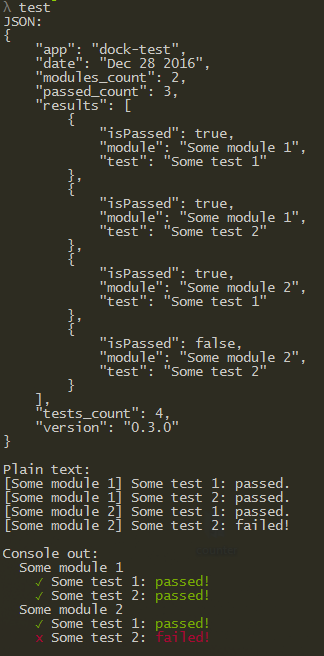 λ test
JSON:
{
    "app": "dock-test",
    "date": "Dec 28 2016",
    "modules_count": 2,
    "passed_count": 3,
    "results": [
        {
            "isPassed": true,
            "module": "Some module 1",
            "test": "Some test 1"
        },
        {
            "isPassed": true,
            "module": "Some module 1",
            "test": "Some test 2"
        },
        {
            "isPassed": true,
            "module": "Some module 2",
            "test": "Some test 1"
        },
        {
            "isPassed": false,
            "module": "Some module 2",
            "test": "Some test 2"
        }
    ],
    "tests_count": 4,
    "version": "0.3.0"
}

Plain text:
[Some module 1] Some test 1: passed.
[Some module 1] Some test 2: passed.
[Some module 2] Some test 1: passed.
[Some module 2] Some test 2: failed!

Console out:
  Some module 1
    ✓ Some test 1: passed!
    ✓ Some test 2: passed!
  Some module 2
    ✓ Some test 1: passed!
    x Some test 2: failed!